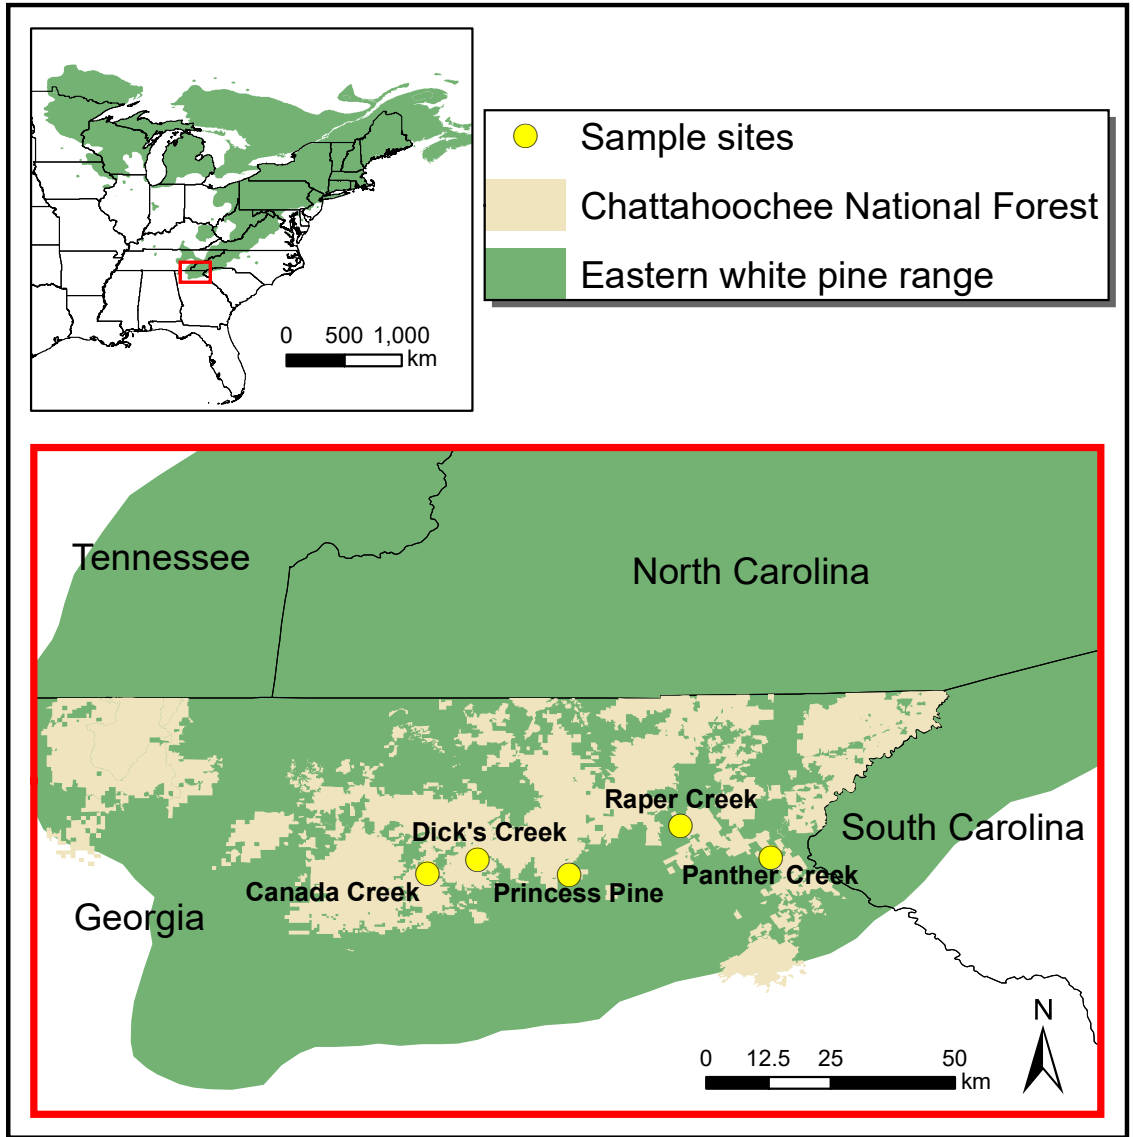 0 500 1,000
km
Sample sites
Chattahoochee National Forest
Eastern white pine range
Tennessee
North Carolina
Raper Creek
Dick's Creek
South Carolina
Canada Creek
Princess Pine
Panther Creek
Georgia
N
0 12.5 25 50
km